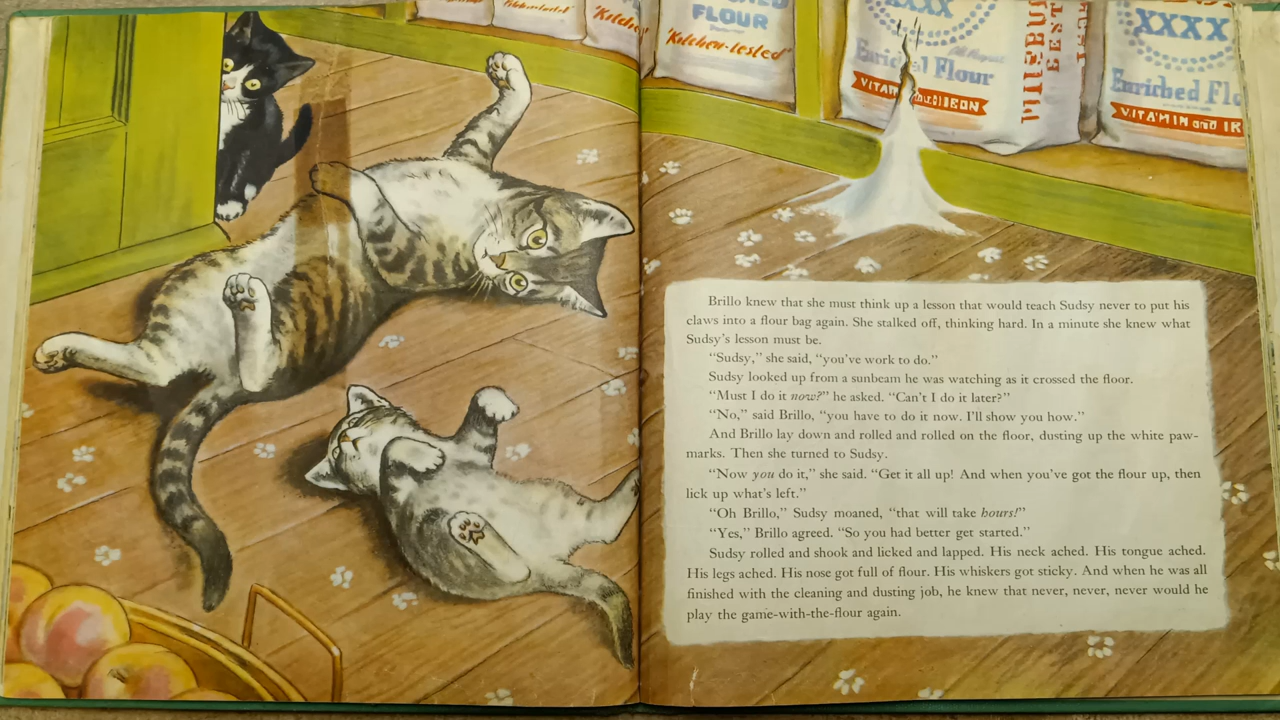 'Kitchen
FLOUR
'Kitchen-tested'
XXXX
Enriched Flour
VITAMIN and IRON
XXXX
Enriched Flo
VITAMIN and IR
Brillo knew that she must think up a lesson that would teach Sudsy never to put his
claws into a flour bag again. She stalked off, thinking hard. In a minute she knew what
Sudsy's lesson must be.
"Sudsy," she said, "you've work to do."
Sudsy looked up from a sunbeam he was watching as it crossed the floor.
"Must I do it now?" he asked. "Can't I do it later?"
"No," said Brillo, "you have to do it now. I'll show you how."
And Brillo lay down and rolled and rolled on the floor, dusting up the white paw-
marks. Then she turned to Sudsy.
"Now you do it," she said. "Get it all up! And when you've got the flour up, then
lick up what's left."
"Oh Brillo," Sudsy moaned, "that will take hours!"
"Yes," Brillo agreed. "So you had better get started."
Sudsy rolled and shook and licked and lapped. His neck ached. His tongue ached.
His legs ached. His nose got full of flour. His whiskers got sticky. And when he was all
finished with the cleaning and dusting job, he knew that never, never, never would he
play the game-with-the-flour again.